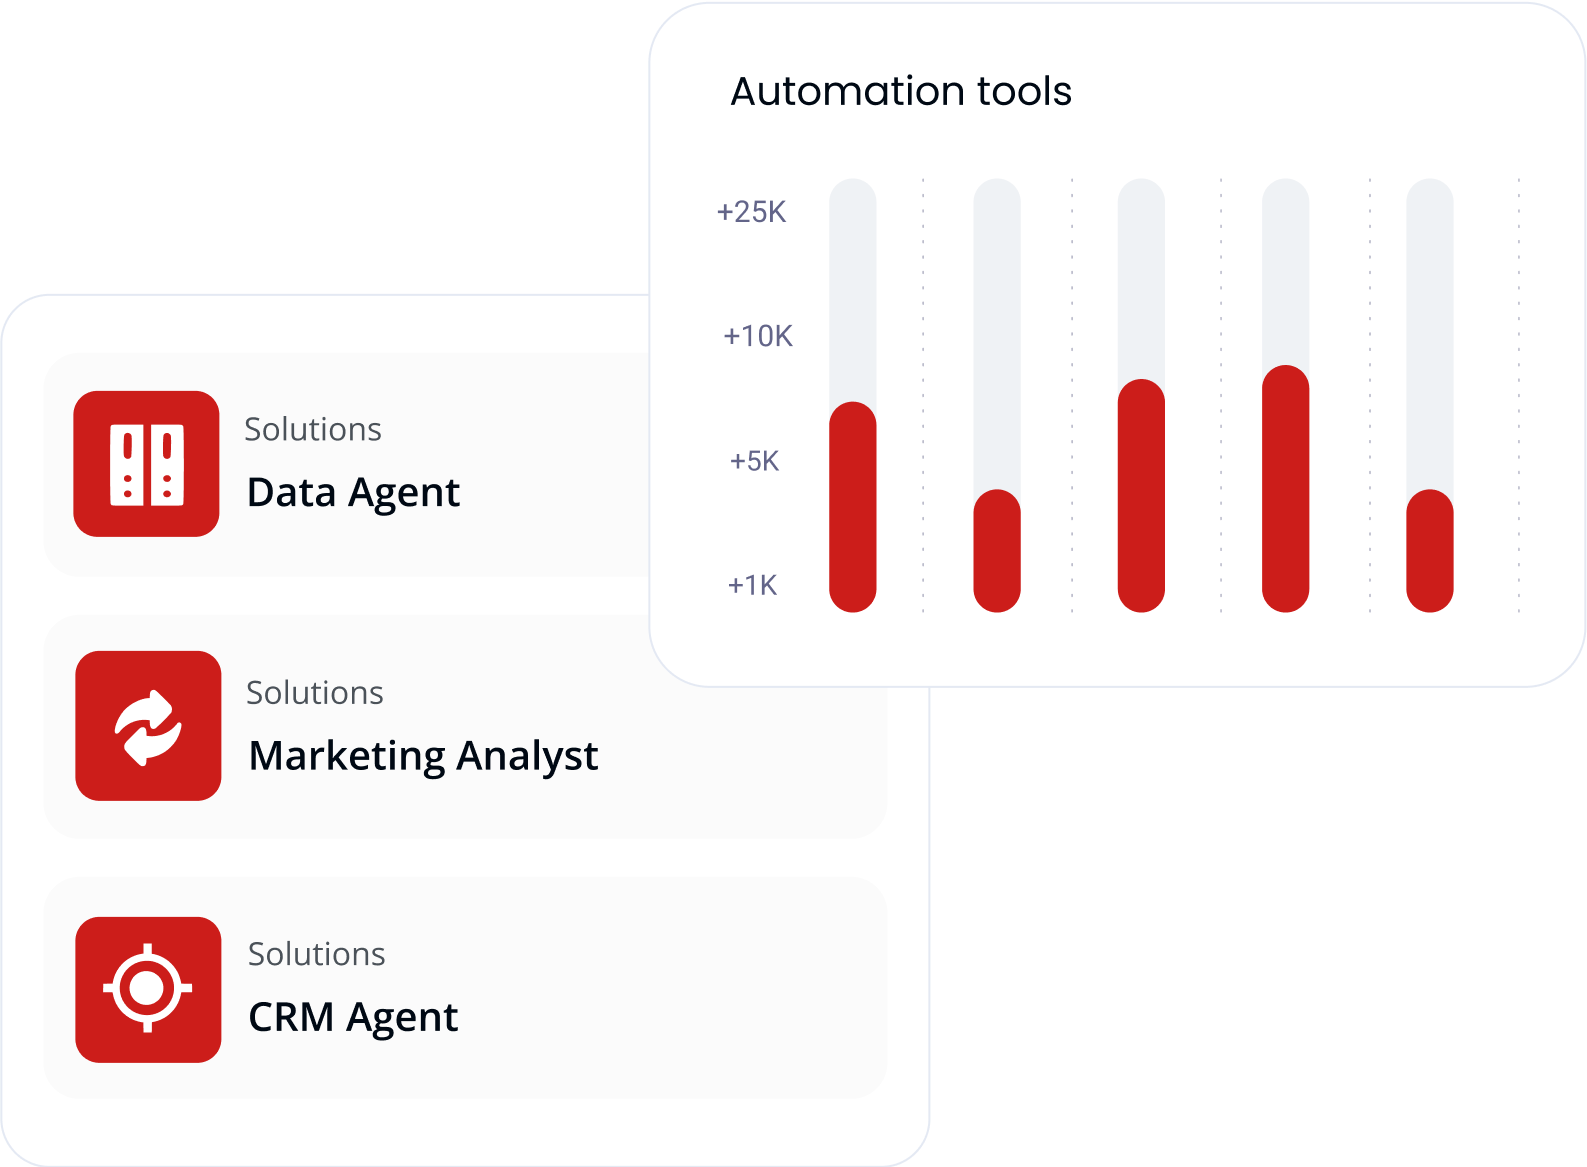 Automation tools
+25K
+10K
+5K
+1K
Solutions
Data Agent
Solutions
Marketing Analyst
Solutions
CRM Agent